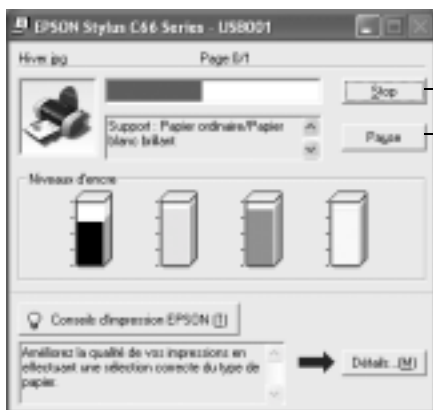 EPSON Stylus C66 Series - USB001
Hiver.jpg Page 0/1
Stop
Support : Papier ordinaire/Papier
blanc brillant
Pause
Niveaux d'encre
Conseils d'impression EPSON (T)
Améliorez la qualité de vos impressions en
effectuant une sélection correcte du type de
papier.
Détails...(M)